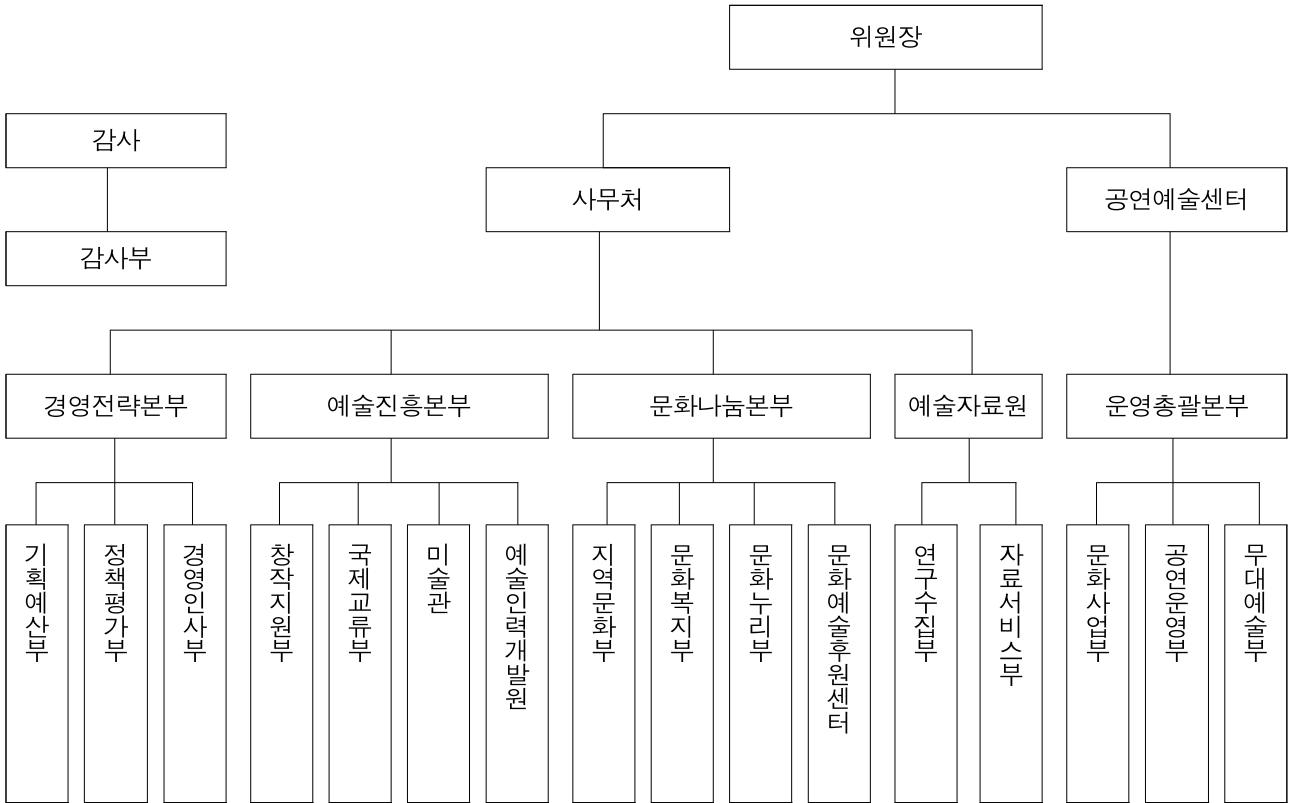 위원장
감사
사무처
공연예술센터
감사부
경영전략본부
예술진흥본부
문화나눔본부
예술자료원
운영총괄본부
기획예산부
정책평가부
경영인사부
창작지원부
국제교류부
미술관
예술인력개발원
지역문화부
문화복지부
문화누리부
문화예술후원센터
연구수집부
자료서비스부
문화사업부
공연운영부
무대예술부